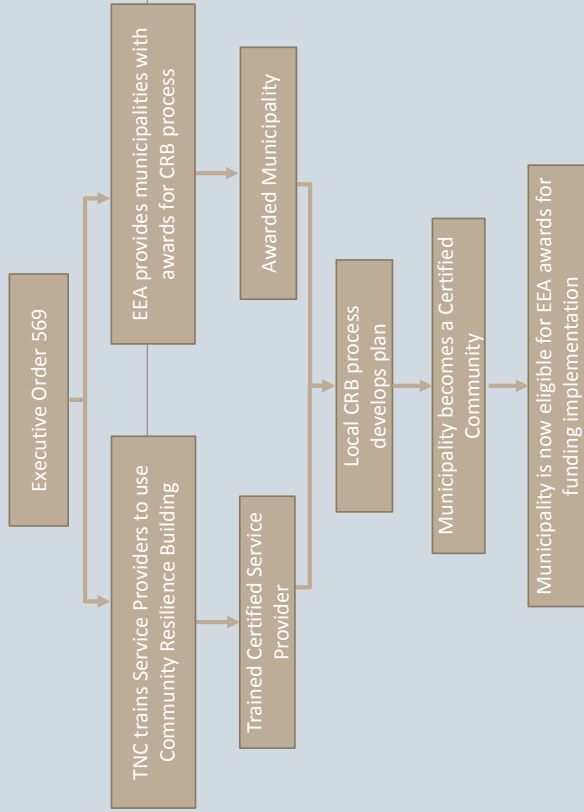 Executive Order 569
TNC trains Service Providers to use
Community Resilience Building
EEA provides municipalities with
awards for CRB process
Trained Certified Service
Provider
Awarded Municipality
Local CRB process
develops plan
Municipality becomes a Certified
Community
Municipality is now eligible for EEA awards for
funding implementation